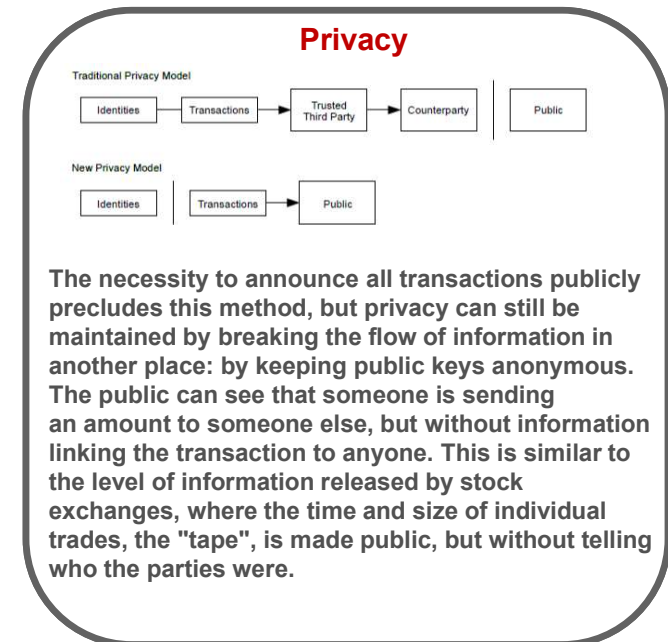 Privacy
Traditional Privacy Model
Identities Transactions Trusted Third Party Counterparty Public
New Privacy Model
Identities Transactions Public
The necessity to announce all transactions publicly
precludes this method, but privacy can still be
maintained by breaking the flow of information in
another place: by keeping public keys anonymous.
The public can see that someone is sending
an amount to someone else, but without information
linking the transaction to anyone. This is similar to
the level of information released by stock
exchanges, where the time and size of individual
trades, the "tape", is made public, but without telling
who the parties were.